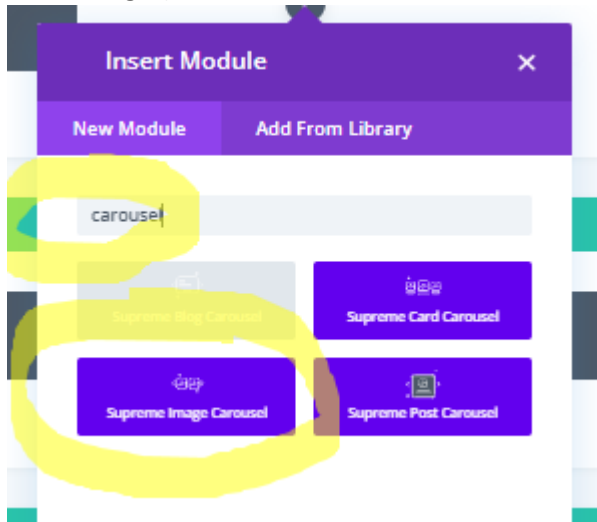 Insert Module
New Module Add From Library
carousel
Supreme Blog Carousel Supreme Card Carousel
Supreme Image Carousel Supreme Post Carousel